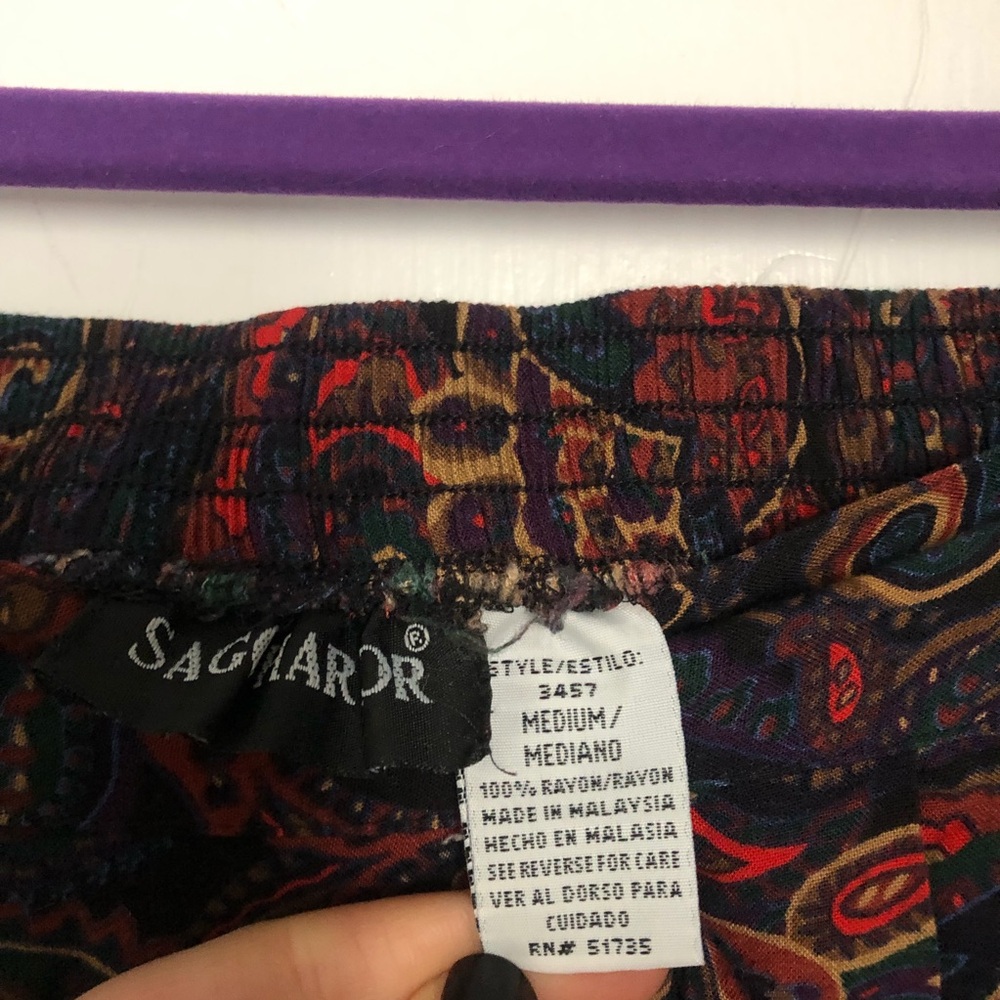 SAG HARBOR®
STYLE/ESTILO:
3457
MEDIUM/
MEDIANO
100% RAYON/RAYON
MADE IN MALAYSIA
HECHO EN MALASIA
SEE REVERSE FOR CARE
VER AL DORSO PARA
CUIDADO
RN# 51735